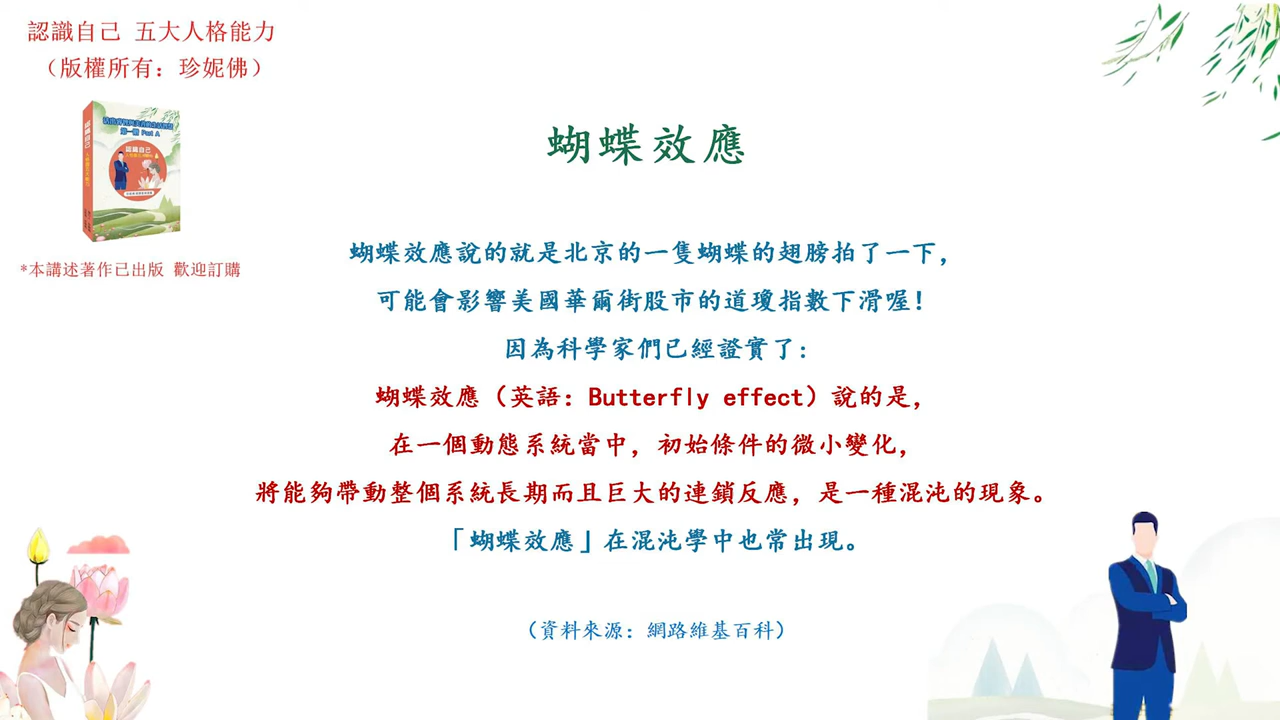 認識自己 五大人格能力
（版權所有：珍妮佛）
第一冊 Part A
認識自己
認識自己
*本講述著作已出版 歡迎訂購
蝴蝶效應
蝴蝶效應說的就是北京的一隻蝴蝶的翅膀拍了一下，
可能會影響美國華爾街股市的道瓊指數下滑喔！
因為科學家們已經證實了：
蝴蝶效應（英語：Butterfly effect）說的是，
在一個動態系統當中，初始條件的微小變化，
將能夠帶動整個系統長期而且巨大的連鎖反應，是一種混沌的現象。
「蝴蝶效應」在混沌學中也常出現。
（資料來源：網路維基百科）